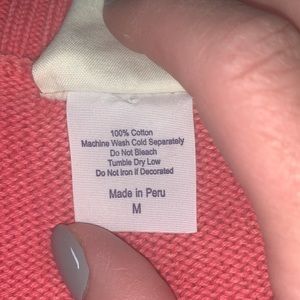 100% Cotton
Machine Wash Cold Separately
Do Not Bleach
Tumble Dry Low
Do Not Iron if Decorated
Made in Peru
M